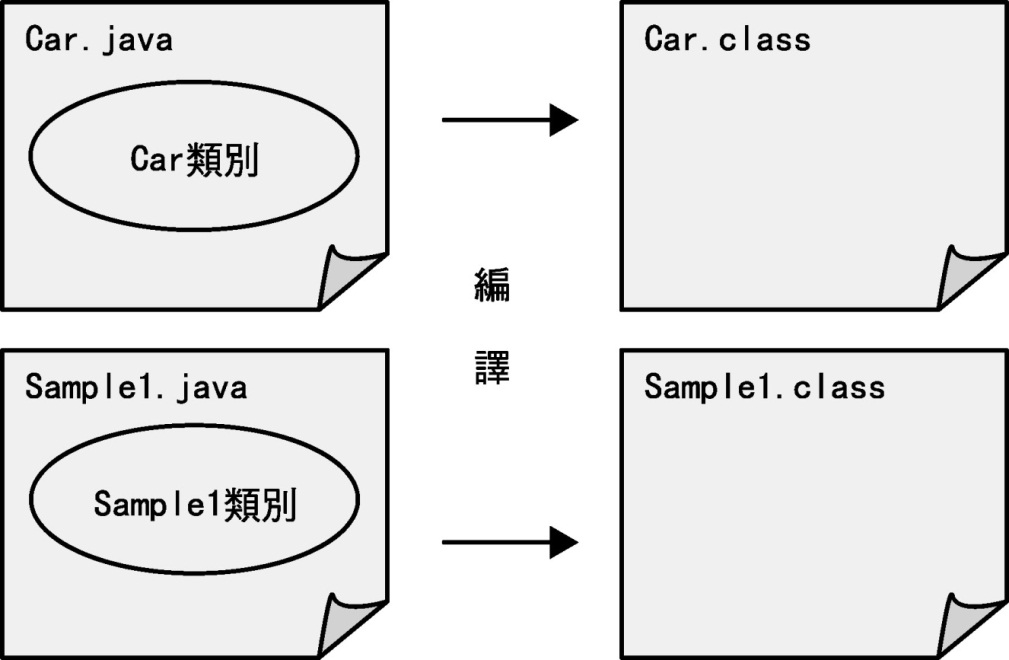 Car.java
Car類別
Car.class
編
譯
Sample1.java
Sample1類別
Sample1.class